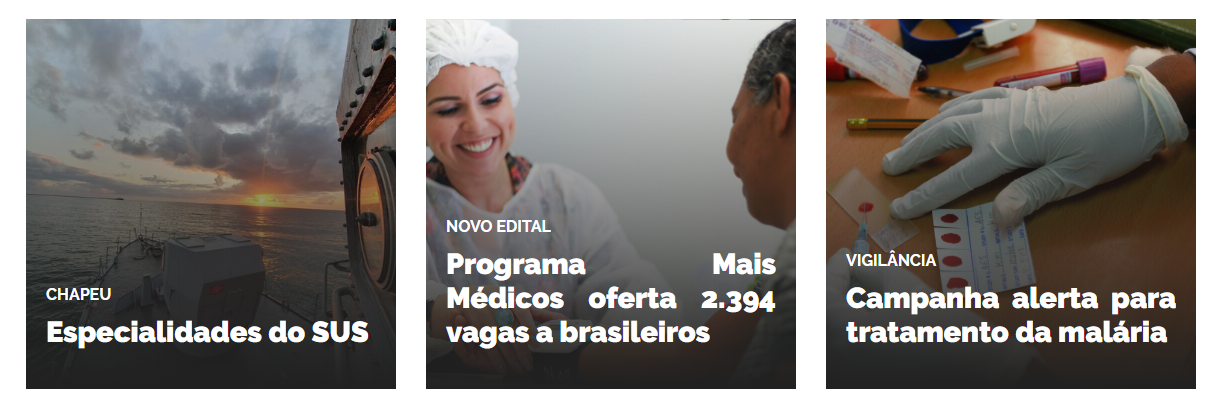 CHAPEU
Especialidades do SUS
NOVO EDITAL
Programa Mais
Médicos oferta 2.394
vagas a brasileiros
VIGILÂNCIA
Campanha alerta para
tratamento da malária